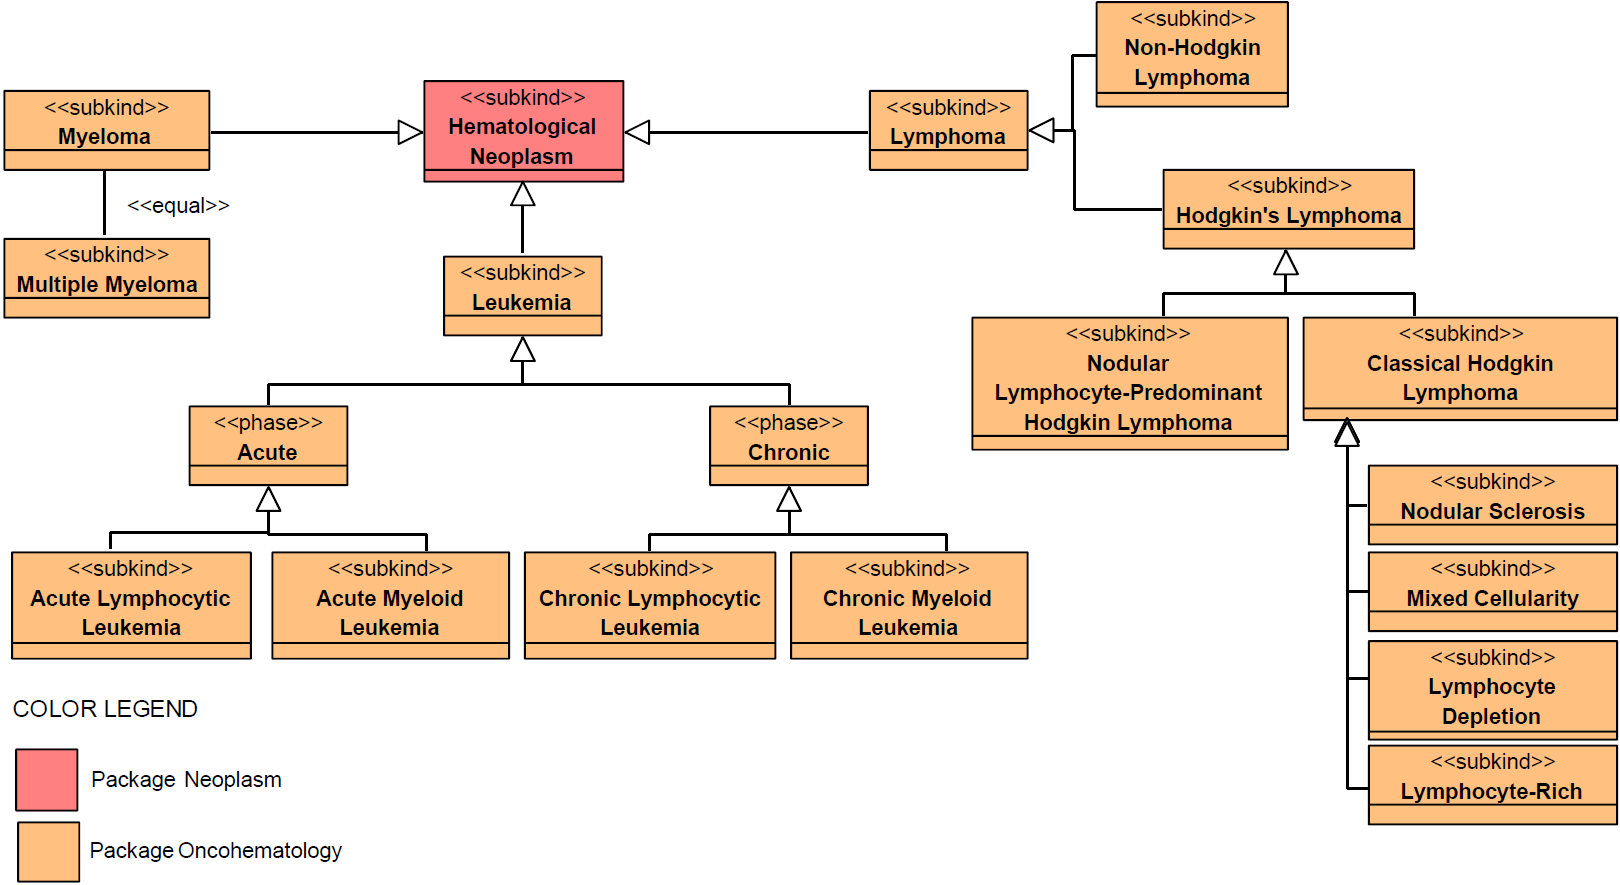 <<subkind>>
Non-Hodgkin
Lymphoma
<<subkind>>
Myeloma
<<subkind>>
Hematological
Neoplasm
<<subkind>>
Lymphoma
<<subkind>>
Hodgkin's Lymphoma
<<equal>>
<<subkind>>
Multiple Myeloma
<<subkind>>
Leukemia
<<subkind>>
Nodular
Lymphocyte-Predominant
Hodgkin Lymphoma
<<subkind>>
Classical Hodgkin
Lymphoma
<<phase>>
Acute
<<phase>>
Chronic
<<subkind>>
Nodular Sclerosis
<<subkind>>
Acute Lymphocytic
Leukemia
<<subkind>>
Acute Myeloid
Leukemia
<<subkind>>
Chronic Lymphocytic
Leukemia
<<subkind>>
Chronic Myeloid
Leukemia
<<subkind>>
Mixed Cellularity
<<subkind>>
Lymphocyte
Depletion
<<subkind>>
Lymphocyte-Rich
COLOR LEGEND
Package Neoplasm
Package Oncohematology